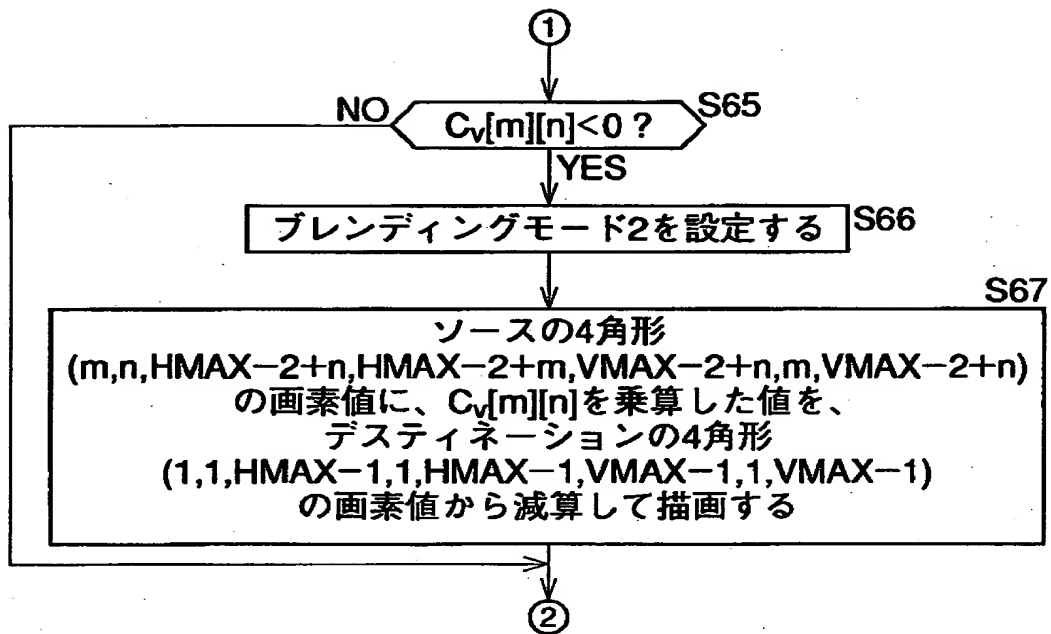 ①
NO
S65
Cv[m][n]<0 ?
YES
ブレンディングモード2を設定する
S66
S67
ソースの4角形
(m,n,HMAX-2+n,HMAX-2+m,VMAX-2+n,m,VMAX-2+n)
の画素値に、Cv[m][n]を乗算した値を、
デスティネーションの4角形
(1,1,HMAX-1,1,HMAX-1,VMAX-1,1,VMAX-1)
の画素値から減算して描画する
②